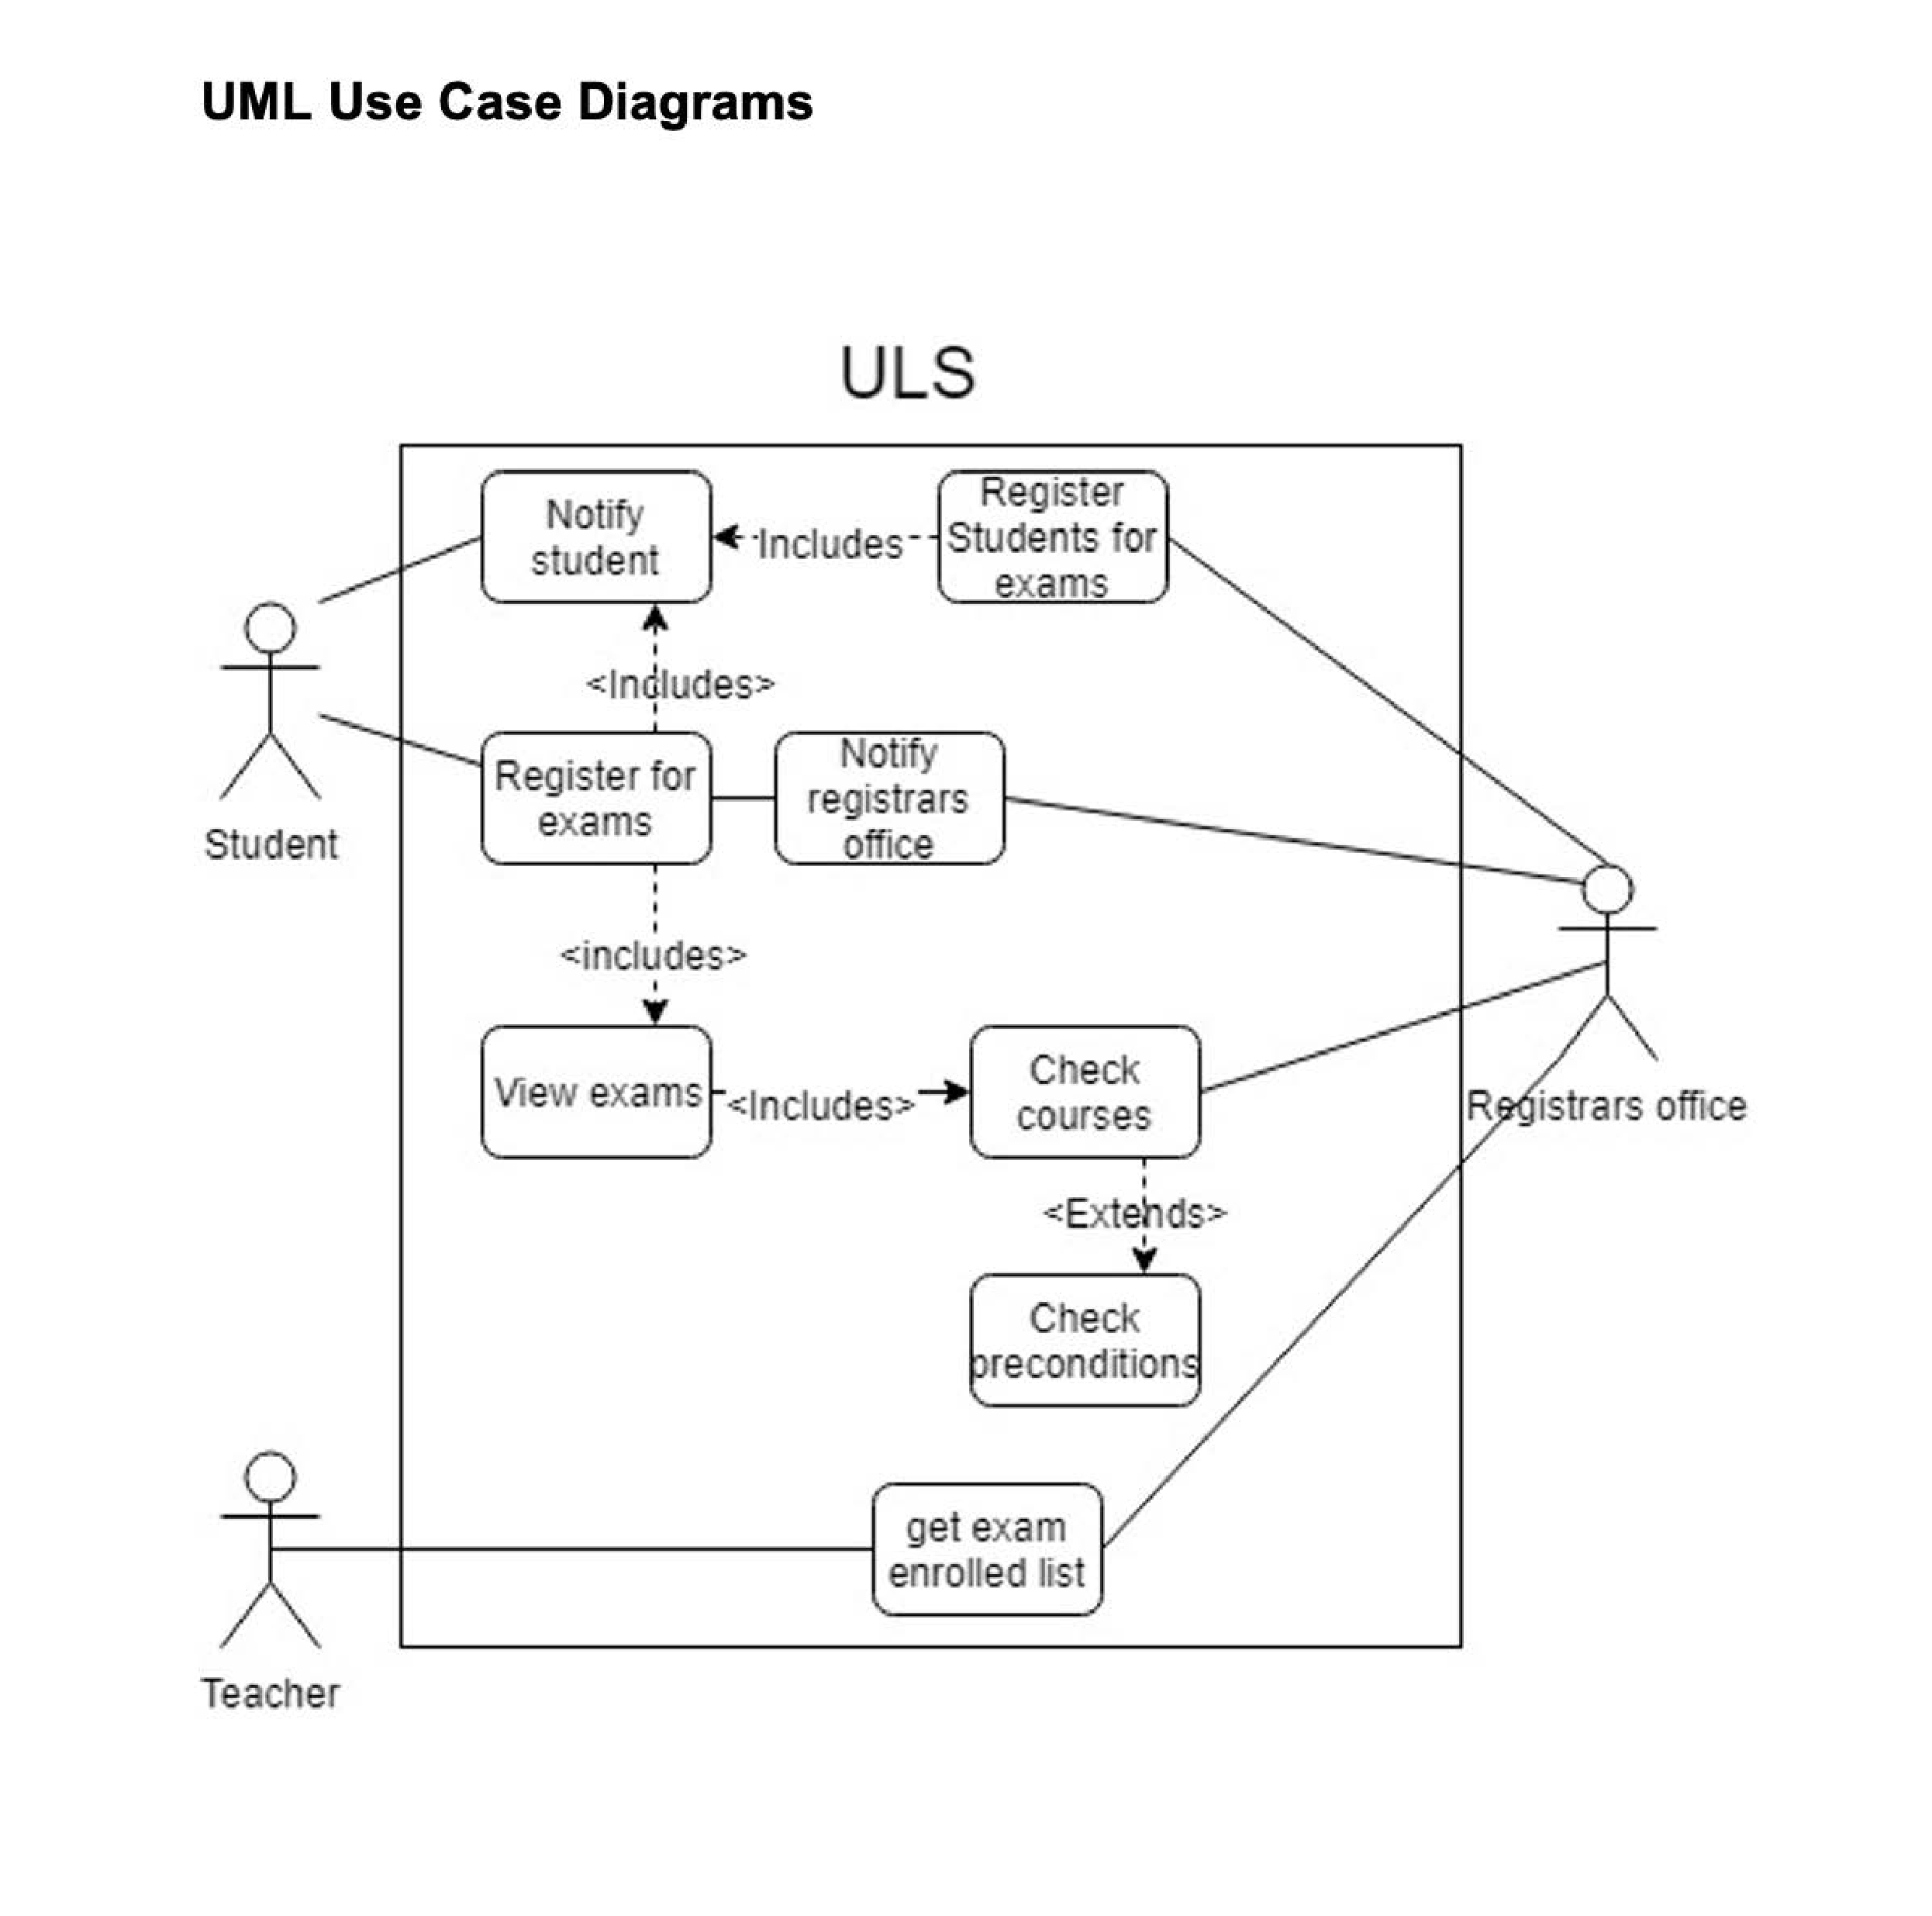 UML Use Case Diagrams
ULS
Notify
student
Includes
Register
Students for
exams
<Includes>
Register for
exams
Notify
registrars
office
Student
<includes>
View exams
<Includes>
Check
courses
Registrars office
<Extends>
Check
preconditions
get exam
enrolled list
Teacher